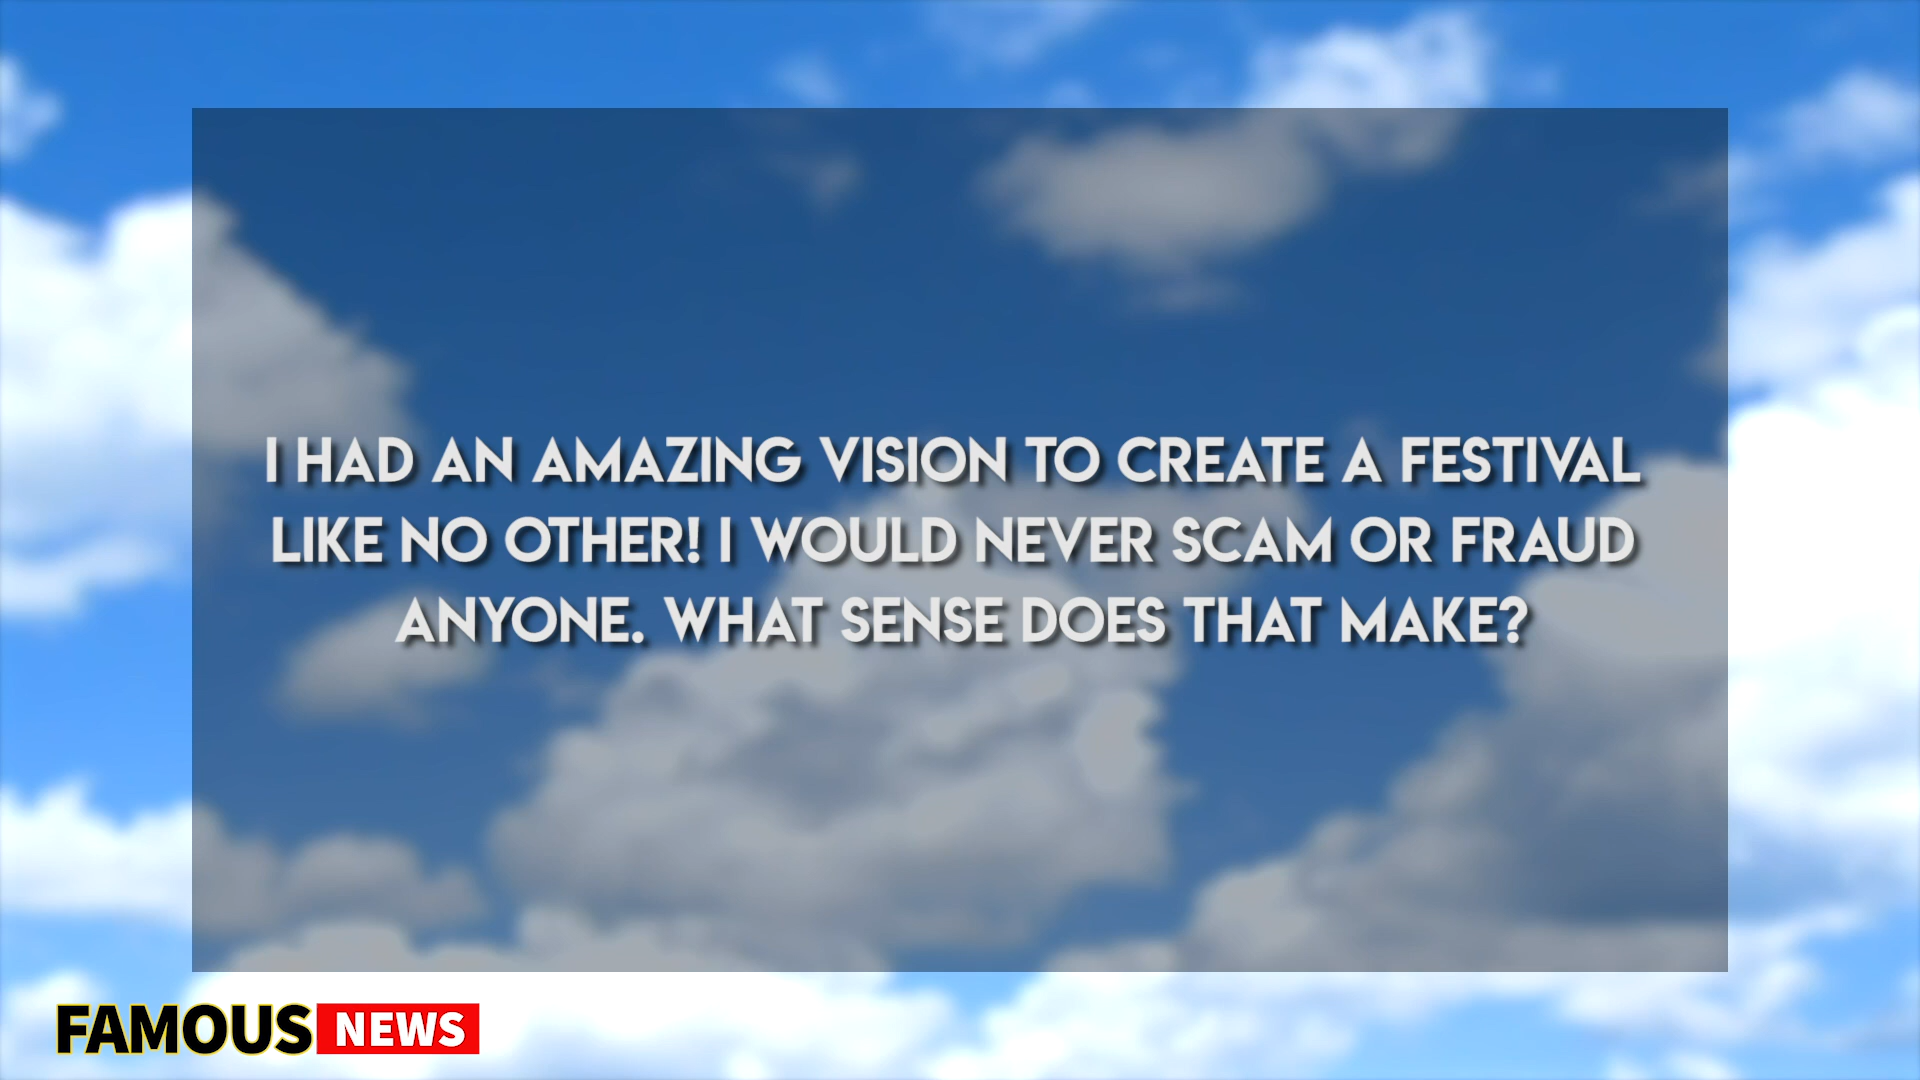 I HAD AN AMAZING VISION TO CREATE A FESTIVAL
LIKE NO OTHER! I WOULD NEVER SCAM OR FRAUD
ANYONE. WHAT SENSE DOES THAT MAKE?
FAMOUS NEWS